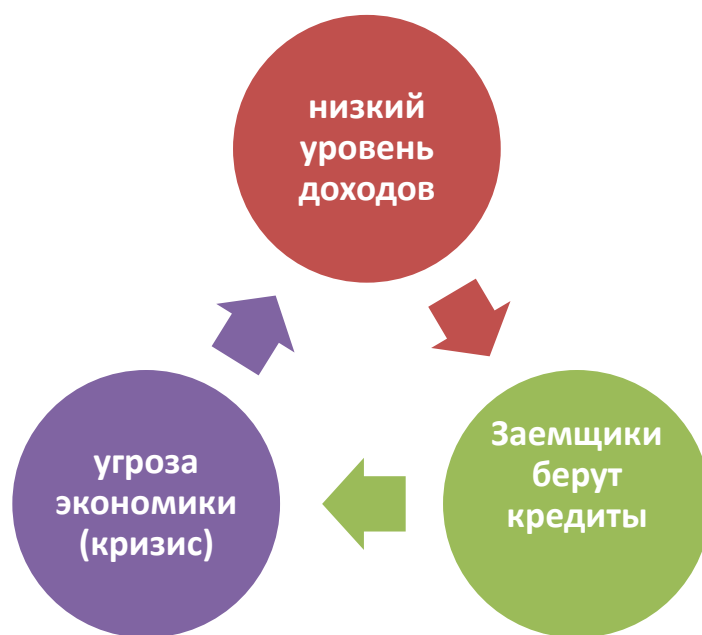 низкий
уровень
доходов
Заемщики
берут
кредиты
угроза
экономики
(кризис)